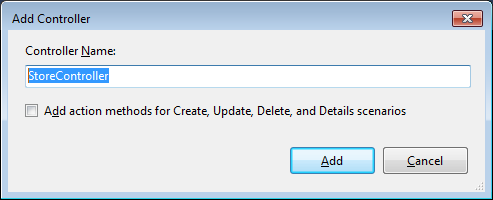 Add Controller
Controller Name:
StoreController
Add action methods for Create, Update, Delete, and Details scenarios
Add
Cancel